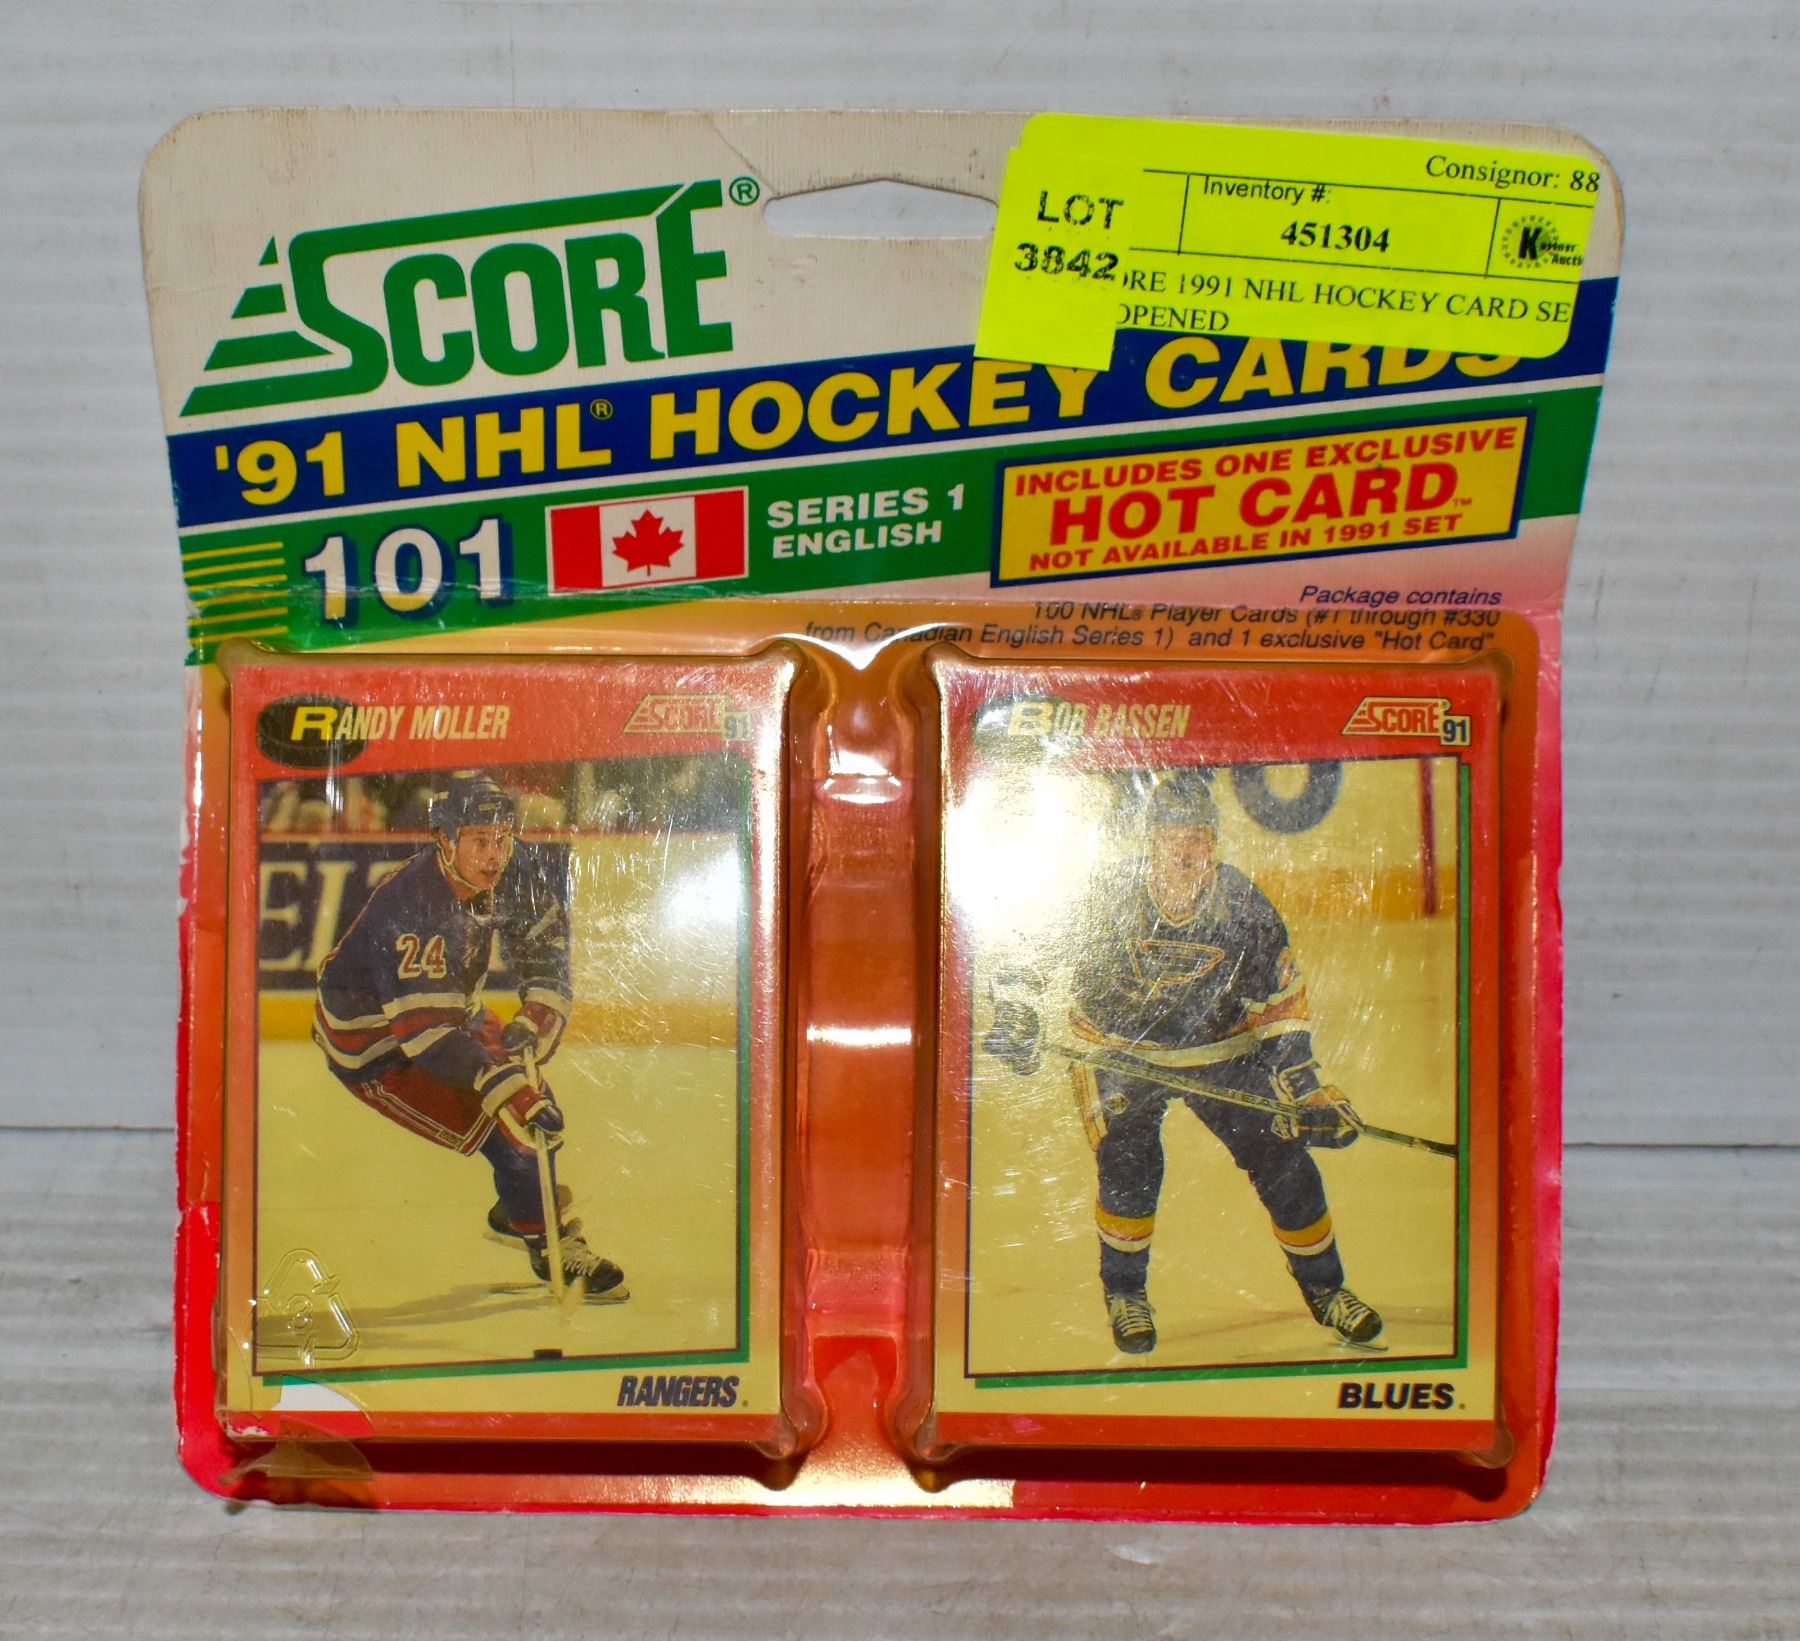 SCORE®
Consignor: 88
Inventory #:
451304
LOT
3842
ORE 1991 NHL HOCKEY CARD SE
OPENED
'91 NHL® HOCKEY CARDS
101
SERIES 1
ENGLISH
INCLUDES ONE EXCLUSIVE
HOT CARD™
NOT AVAILABLE IN 1991 SET
Package contains
100 NHL® Player Cards (#1 through #330
from Canadian English Series 1) and 1 exclusive "Hot Card"
RANDY MOLLER
SCORE 91
BOB BASSEN
SCORE® 91
24
RANGERS.
BLUES.
3